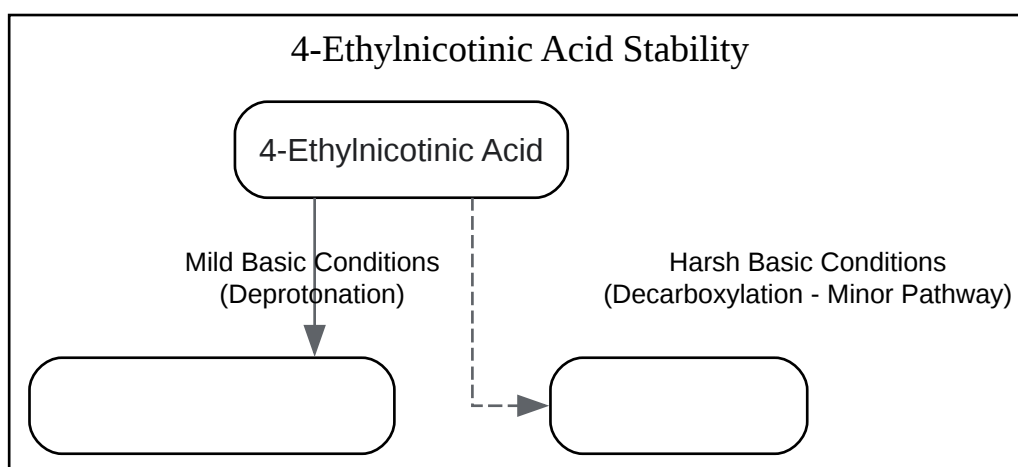 4-Ethylnicotinic Acid Stability
4-Ethylnicotinic Acid
Mild Basic Conditions
(Deprotonation)
Harsh Basic Conditions
(Decarboxylation - Minor Pathway)